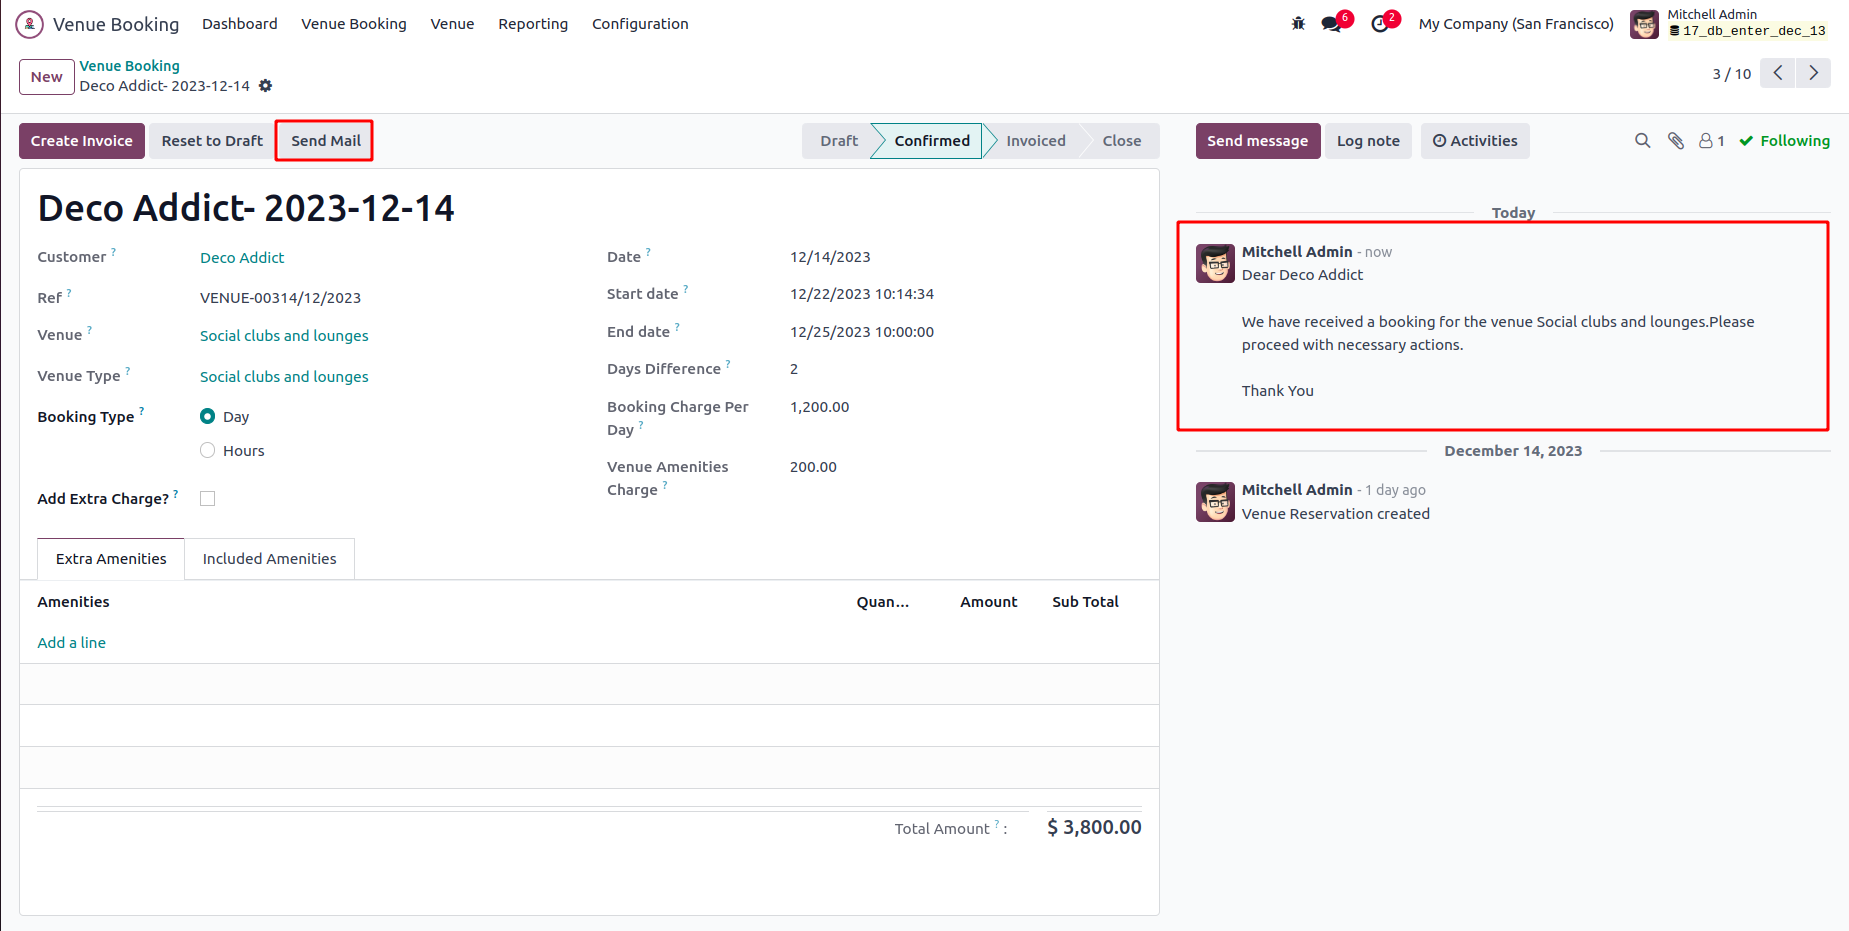 Venue Booking Dashboard Venue Booking Venue Reporting Configuration 6 2 My Company (San Francisco) Mitchell Admin
17_db_enter_dec_13
New Venue Booking
Deco Addict- 2023-12-14
3 / 10
Create Invoice Reset to Draft Send Mail Draft Confirmed Invoiced Close
Send message Log note Activities 1 Following
Deco Addict- 2023-12-14
Customer ? Deco Addict
Ref ? VENUE-00314/12/2023
Venue ? Social clubs and lounges
Venue Type ? Social clubs and lounges
Booking Type ? Day
Hours
Add Extra Charge? ?
Date ? 12/14/2023
Start date ? 12/22/2023 10:14:34
End date ? 12/25/2023 10:00:00
Days Difference ? 2
Booking Charge Per 1,200.00
Day ?
Venue Amenities 200.00
Charge ?
Extra Amenities Included Amenities
Amenities Quan... Amount Sub Total
Add a line
Total Amount ? : $ 3,800.00
Today
Mitchell Admin - now
Dear Deco Addict
We have received a booking for the venue Social clubs and lounges.Please
proceed with necessary actions.
Thank You
December 14, 2023
Mitchell Admin - 1 day ago
Venue Reservation created